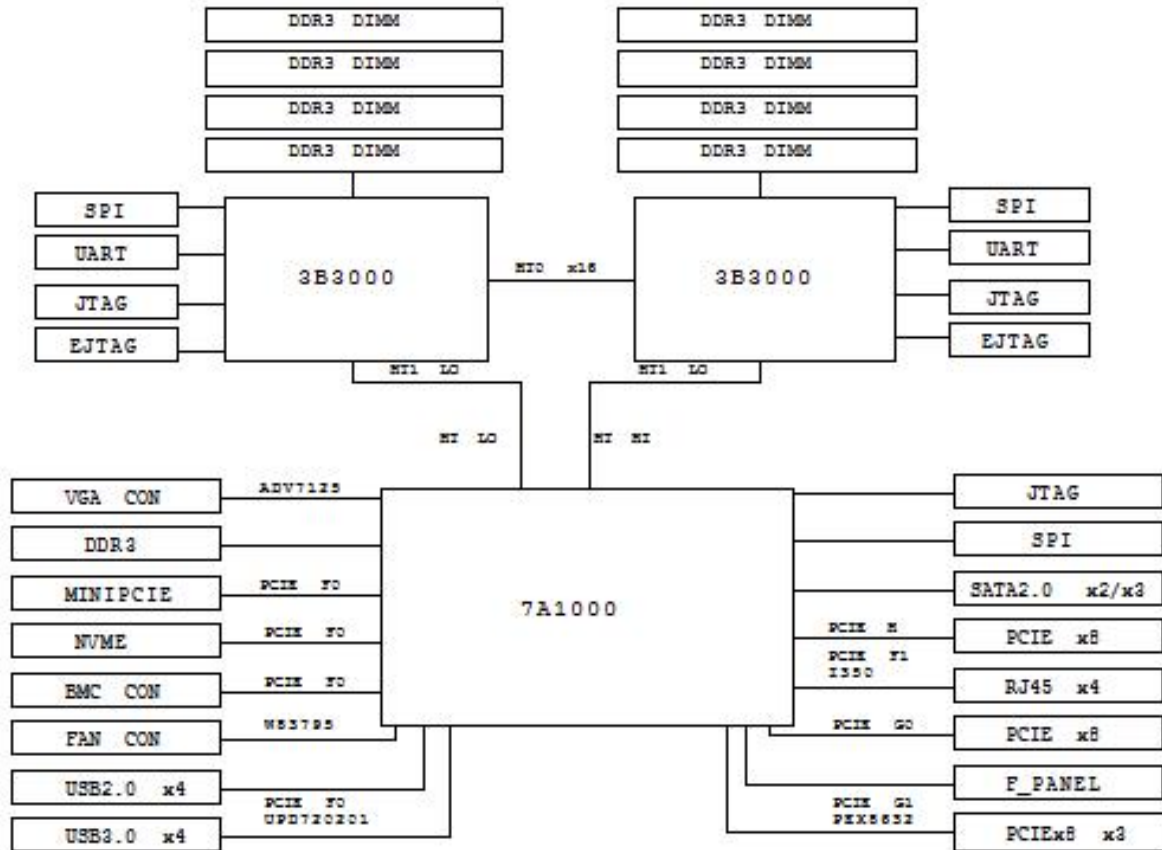 DDR3 DIMM
DDR3 DIMM
DDR3 DIMM
DDR3 DIMM
DDR3 DIMM
DDR3 DIMM
DDR3 DIMM
DDR3 DIMM
SPI
UART
JTAG
EJTAG
3B3000
HT0 x16
3B3000
SPI
UART
JTAG
EJTAG
HT1 LO
HT1 LO
HT LO
HT HI
VGA CON
ADV7125
DDR3
MINIPCIE
PCIE F0
NVME
PCIE F0
BMC CON
PCIE F0
FAN CON
W83795
USB2.0 x4
PCIE F0
UPD720201
USB3.0 x4
7A1000
JTAG
SPI
SATA2.0 x2/x3
PCIE H
PCIE x8
PCIE F1
I350
RJ45 x4
PCIE G0
PCIE x8
F_PANEL
PCIE G1
PEX8632
PCIEx8 x3